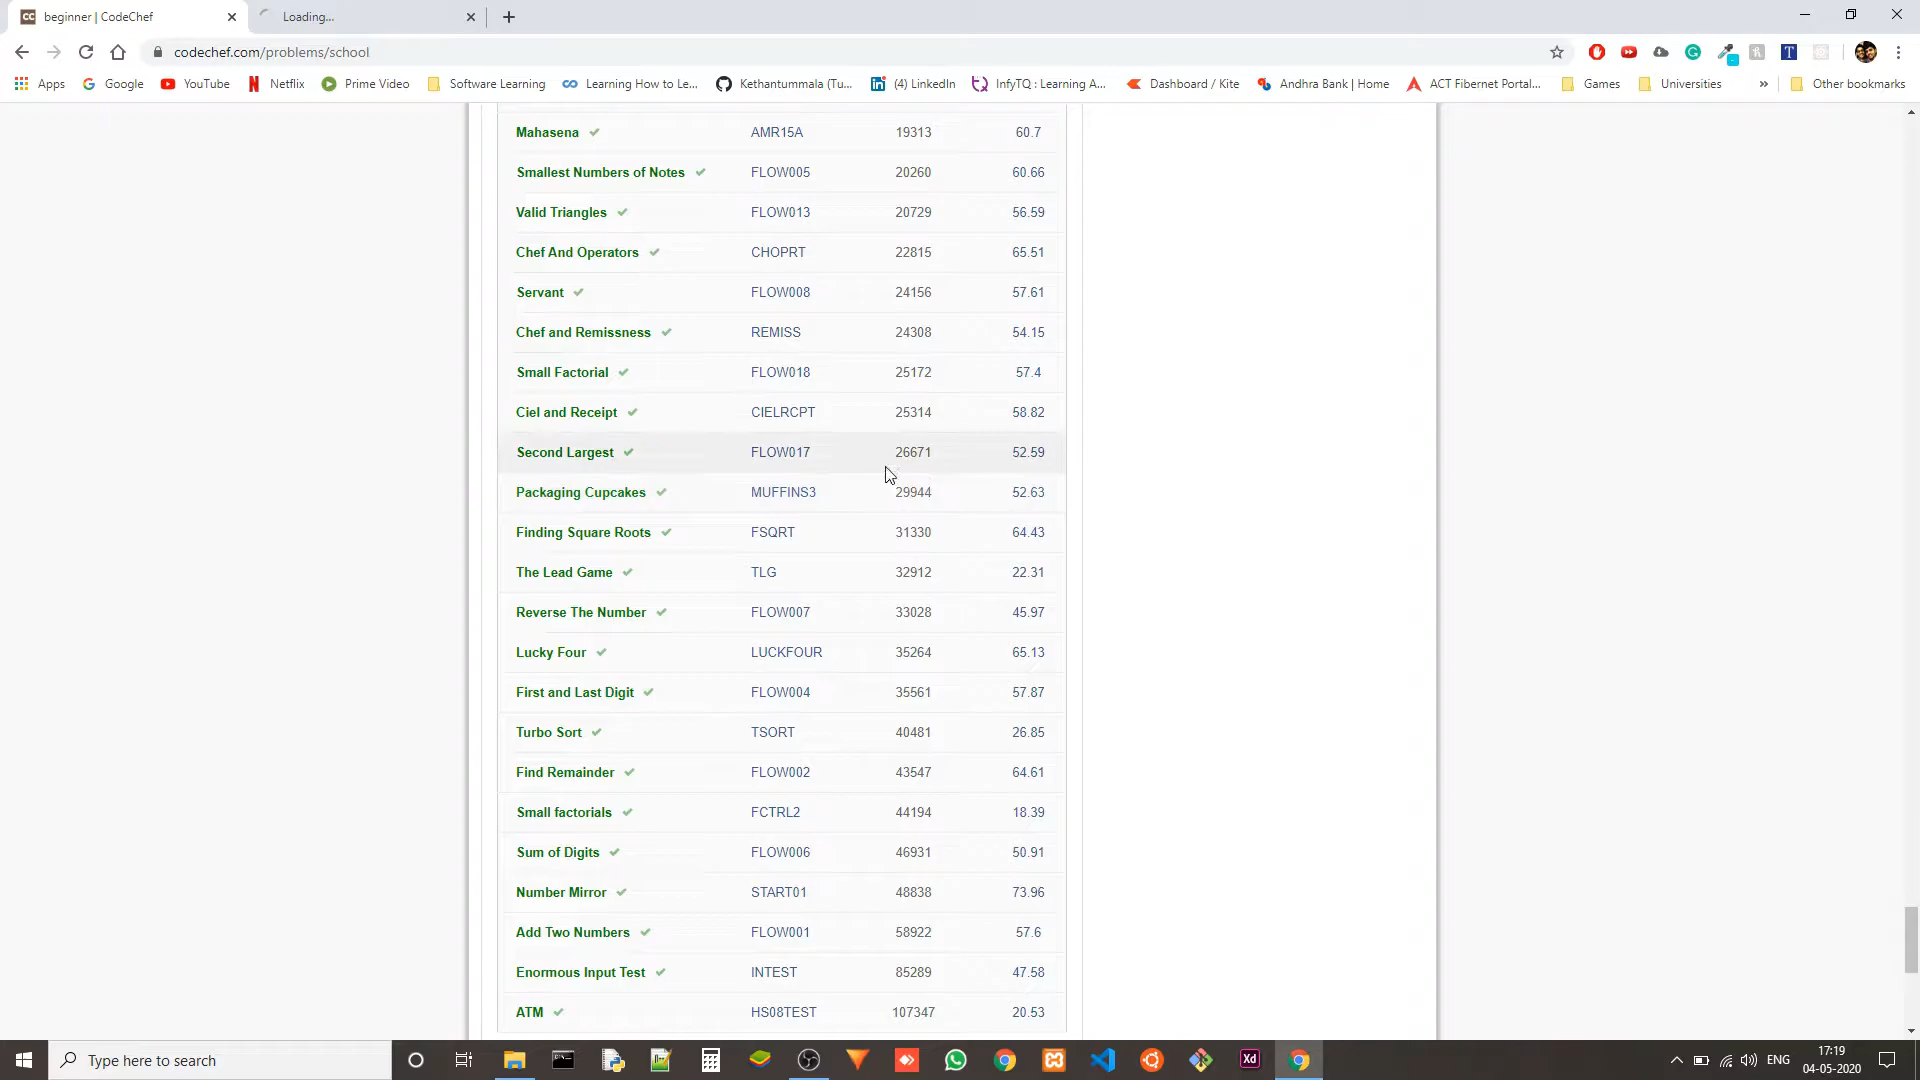 beginner | CodeChef
Loading...
codechef.com/problems/school
Apps Google YouTube Netflix Prime Video Software Learning Learning How to Le... Kethantummala (Tu... (4) LinkedIn InfyTQ : Learning A... Dashboard / Kite Andhra Bank | Home ACT Fibernet Portal... Games Universities » Other bookmarks
Mahasena AMR15A 19313 60.7
Smallest Numbers of Notes FLOW005 20260 60.66
Valid Triangles FLOW013 20729 56.59
Chef And Operators CHOPRT 22815 65.51
Servant FLOW008 24156 57.61
Chef and Remissness REMISS 24308 54.15
Small Factorial FLOW018 25172 57.4
Ciel and Receipt CIELRCPT 25314 58.82
Second Largest FLOW017 26671 52.59
Packaging Cupcakes MUFFINS3 29944 52.63
Finding Square Roots FSQRT 31330 64.43
The Lead Game TLG 32912 22.31
Reverse The Number FLOW007 33028 45.97
Lucky Four LUCKFOUR 35264 65.13
First and Last Digit FLOW004 35561 57.87
Turbo Sort TSORT 40481 26.85
Find Remainder FLOW002 43547 64.61
Small factorials FCTRL2 44194 18.39
Sum of Digits FLOW006 46931 50.91
Number Mirror START01 48838 73.96
Add Two Numbers FLOW001 58922 57.6
Enormous Input Test INTEST 85289 47.58
ATM HS08TEST 107347 20.53
Type here to search
Xd
ENG
17:19
04-05-2020